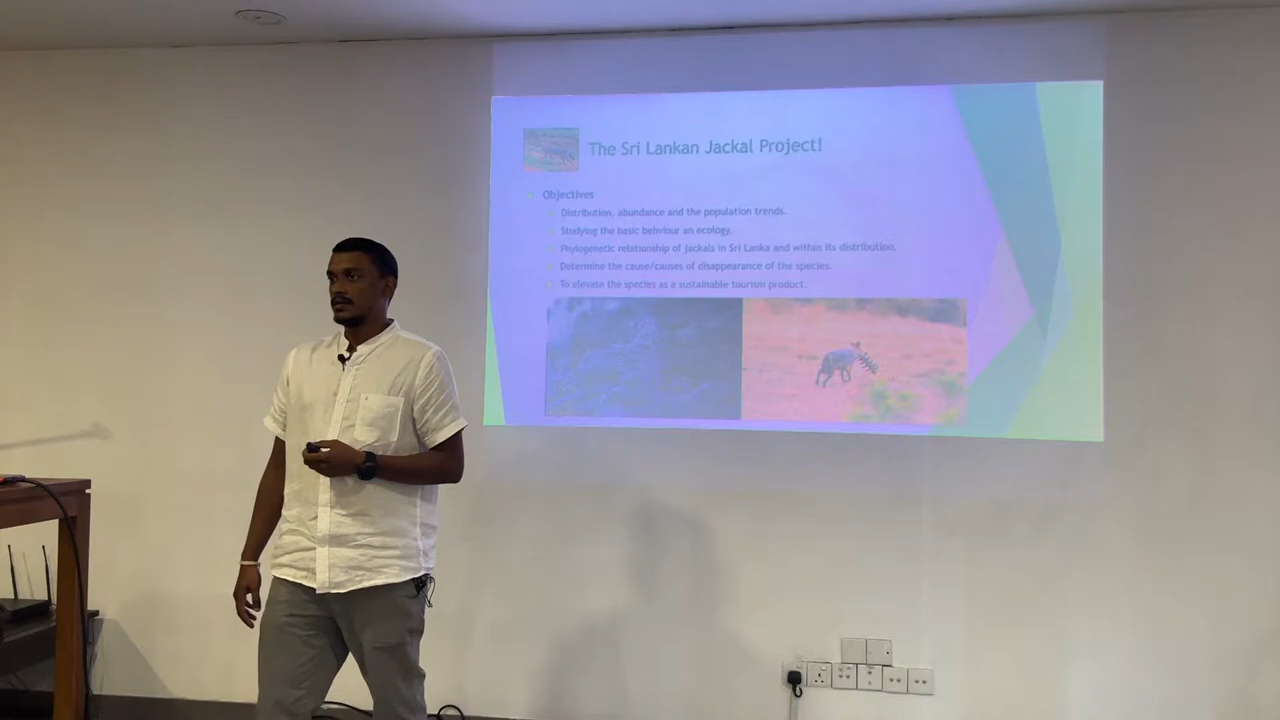 The Sri Lankan Jackal Project!
Objectives
Distribution, abundance and the population trends.
Studying the basic behviour an ecology.
Phylogenetic relationship of Jackals in Sri Lanka and within its distribution.
Determine the cause/causes of disappearance of the species.
To elevate the species as a sustainable tourism product.